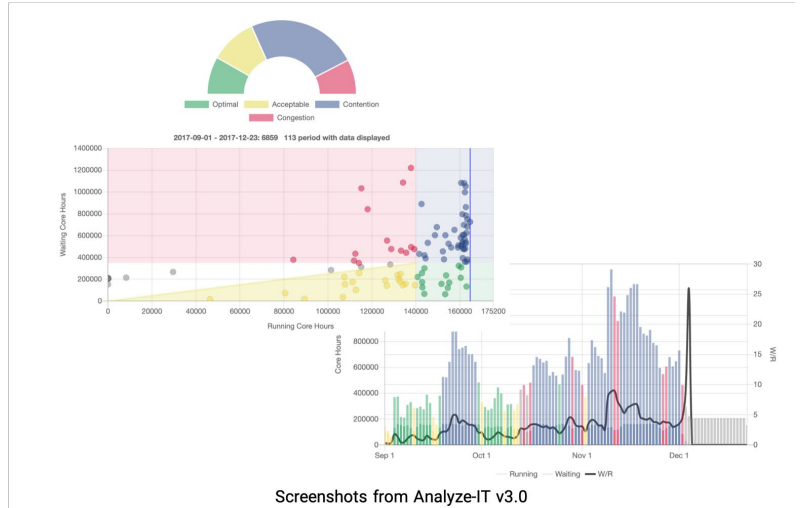 Optimal Acceptable Contention
Congestion
2017-09-01 - 2017-12-23: 6859 113 period with data displayed
1400000
1200000
1000000
800000
600000
400000
200000
0
Waiting Core Hours
0 20000 40000 60000 80000 100000 120000 140000 160000 175200
Running Core Hours
800000
600000
400000
200000
0
Core Hours
30
25
20
15
10
5
0
W/R
Sep 1 Oct 1 Nov 1 Dec 1
Running Waiting W/R
Screenshots from Analyze-IT v3.0